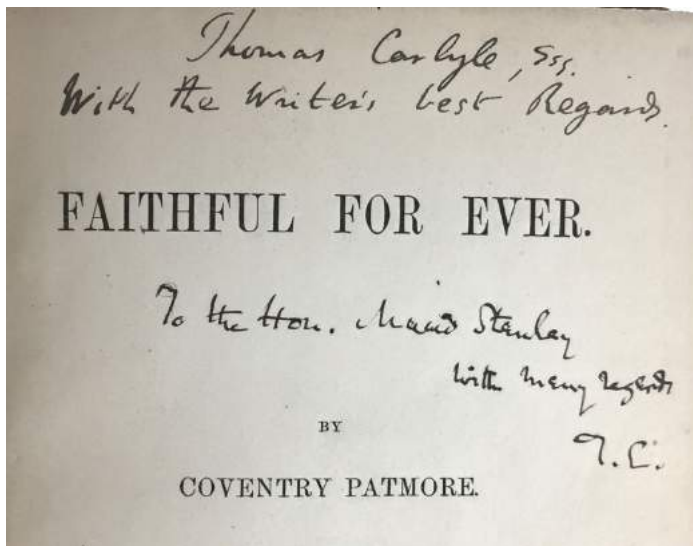 Thomas Carlyle, Esq.
With the Writer's best Regards.
FAITHFUL FOR EVER.
To the Hon. Maud Stanley
with many regards
T.C.
BY
COVENTRY PATMORE.